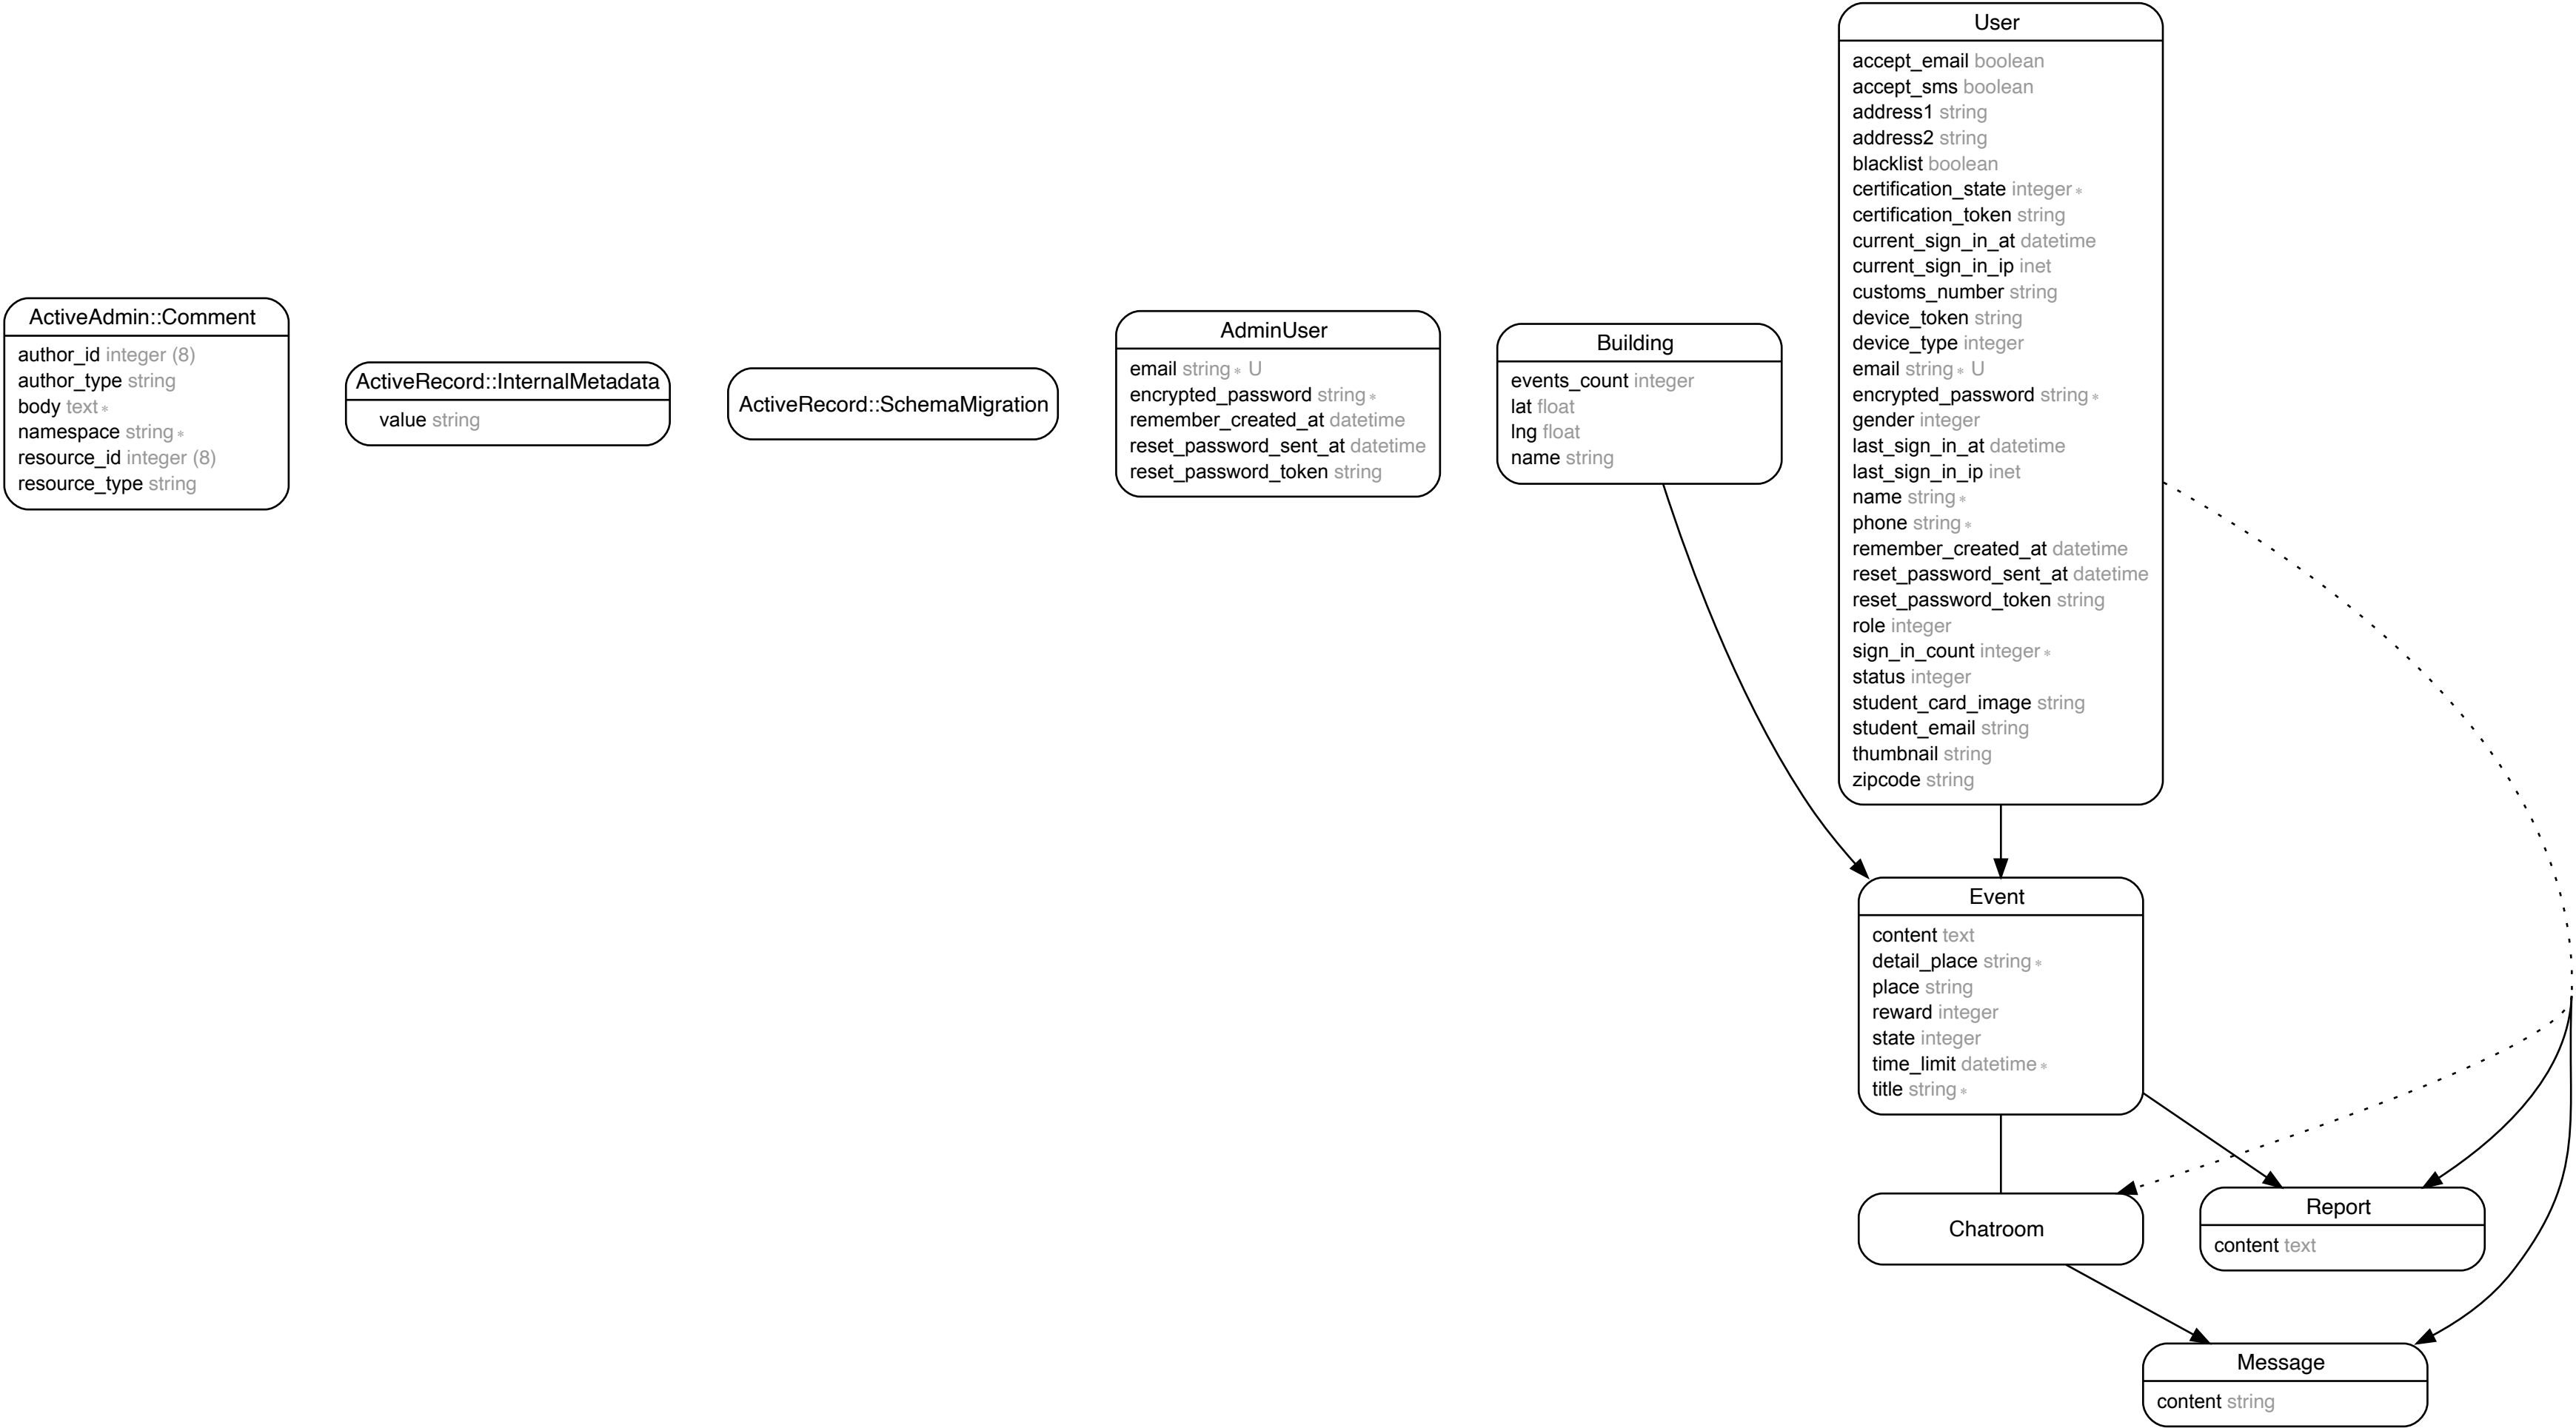 User
accept_email boolean
accept_sms boolean
address1 string
address2 string
blacklist boolean
certification_state integer ∗
certification_token string
current_sign_in_at datetime
current_sign_in_ip inet
customs_number string
device_token string
device_type integer
email string ∗ U
encrypted_password string ∗
gender integer
last_sign_in_at datetime
last_sign_in_ip inet
name string ∗
phone string ∗
remember_created_at datetime
reset_password_sent_at datetime
reset_password_token string
role integer
sign_in_count integer ∗
status integer
student_card_image string
student_email string
thumbnail string
zipcode string
ActiveAdmin::Comment
author_id integer (8)
author_type string
body text ∗
namespace string ∗
resource_id integer (8)
resource_type string
ActiveRecord::InternalMetadata
value string
ActiveRecord::SchemaMigration
AdminUser
email string ∗ U
encrypted_password string ∗
remember_created_at datetime
reset_password_sent_at datetime
reset_password_token string
Building
events_count integer
lat float
lng float
name string
Event
content text
detail_place string ∗
place string
reward integer
state integer
time_limit datetime ∗
title string ∗
Chatroom
Report
content text
Message
content string